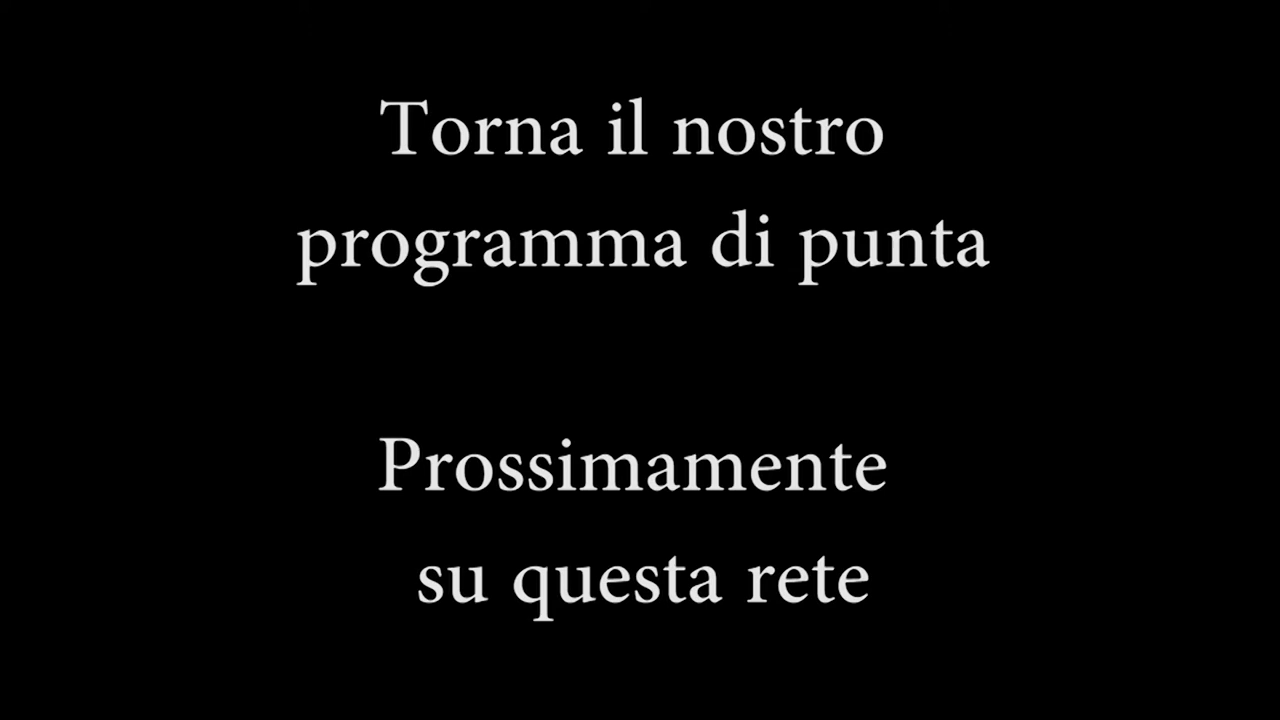 Torna il nostro
programma di punta
Prossimamente
su questa rete